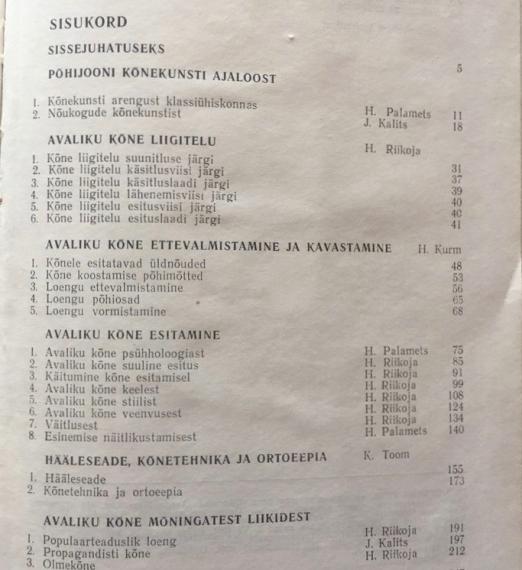 SISUKORD
SISSEJUHATUSEKS 5
PÕHIJOONI KÕNEKUNSTI AJALOOST
1. Kõnekunsti arengust klassiühiskonnas H. Palamets 11
2. Nõukogude kõnekunstist J. Kalits 18
AVALIKU KÕNE LIIGITELU H. Riikoja
1. Kõne liigitelu suunitluse järgi 31
2. Kõne liigitelu käsitlusviisi järgi 37
3. Kõne liigitelu käsitluslaadi järgi 39
4. Kõne liigitelu lähenemisviisi järgi 40
5. Kõne liigitelu esitusviisi järgi 40
6. Kõne liigitelu esituslaadi järgi 41
AVALIKU KÕNE ETTEVALMISTAMINE JA KAVASTAMINE H. Kurm
1. Kõnele esitatavad üldnõuded 48
2. Kõne koostamise põhimõtted 53
3. Loengu ettevalmistamine 56
4. Loengu põhiosad 65
5. Loengu vormistamine 68
AVALIKU KÕNE ESITAMINE
1. Avaliku kõne psühholoogiast H. Palamets 75
2. Avaliku kõne suuline esitus H. Riikoja 85
3. Käitumine kõne esitamisel H. Riikoja 91
4. Avaliku kõne keelest H. Riikoja 99
5. Avaliku kõne stiilist H. Riikoja 108
6. Avaliku kõne veenvusest H. Riikoja 124
7. Väitlusest H. Riikoja 134
8. Esinemise näitlikustamisest H. Palamets 140
HÄÄLESEADE, KÕNETEHNIKA JA ORTOEEPIA K. Toom
1. Hääleseade 155
2. Kõnetehnika ja ortoeepia 173
AVALIKU KÕNE MÕNINGATEST LIIKIDEST
1. Populaarteaduslik loeng H. Riikoja 191
2. Propagandisti kõne J. Kalits 197
3. Olmekõne H. Riikoja 212